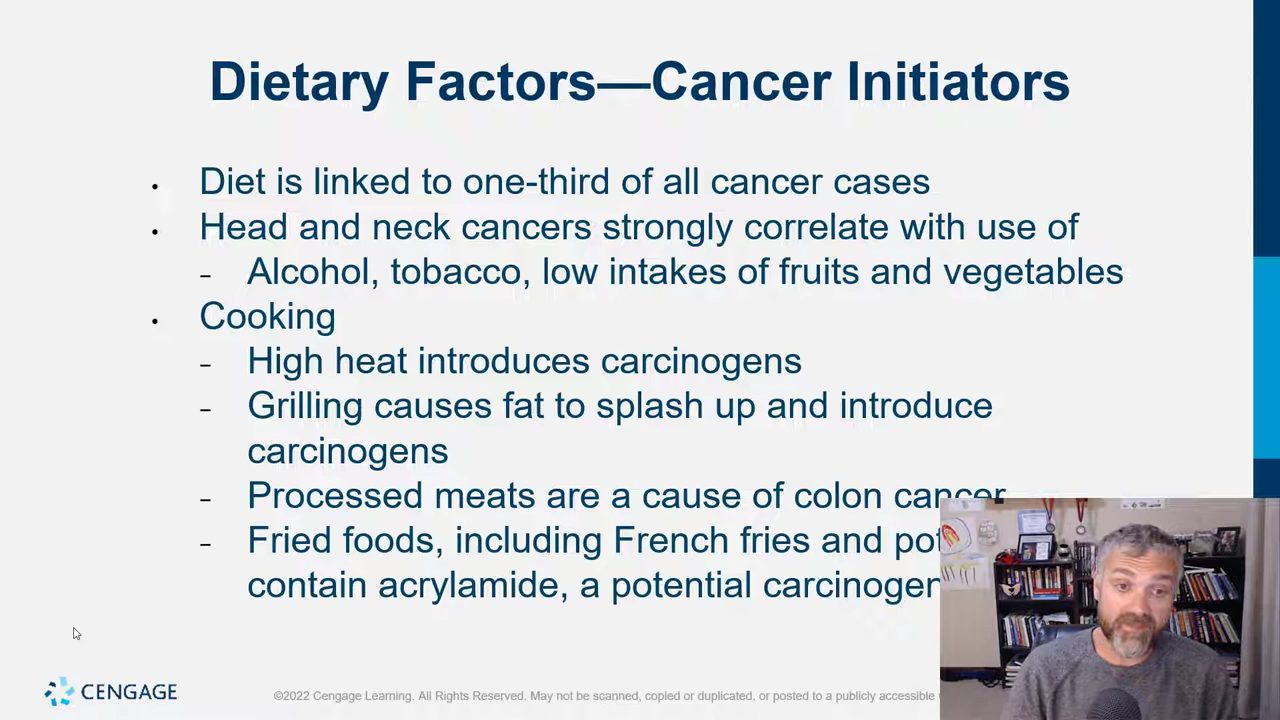 Dietary Factors—Cancer Initiators
• Diet is linked to one-third of all cancer cases
• Head and neck cancers strongly correlate with use of
– Alcohol, tobacco, low intakes of fruits and vegetables
• Cooking
– High heat introduces carcinogens
– Grilling causes fat to splash up and introduce
carcinogens
– Processed meats are a cause of colon cancer
– Fried foods, including French fries and
contain acrylamide, a potential carcinogen
CENGAGE
©2022 Cengage Learning. All Rights Reserved. May not be scanned, copied or duplicated, or posted to a publicly accessible